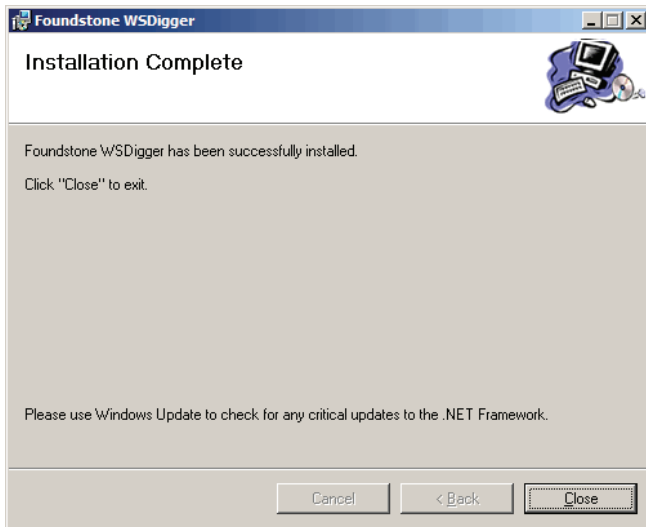 Foundstone WSDigger
Installation Complete
Foundstone WSDigger has been successfully installed.
Click "Close" to exit.
Please use Windows Update to check for any critical updates to the .NET Framework.
Cancel
< Back
Close